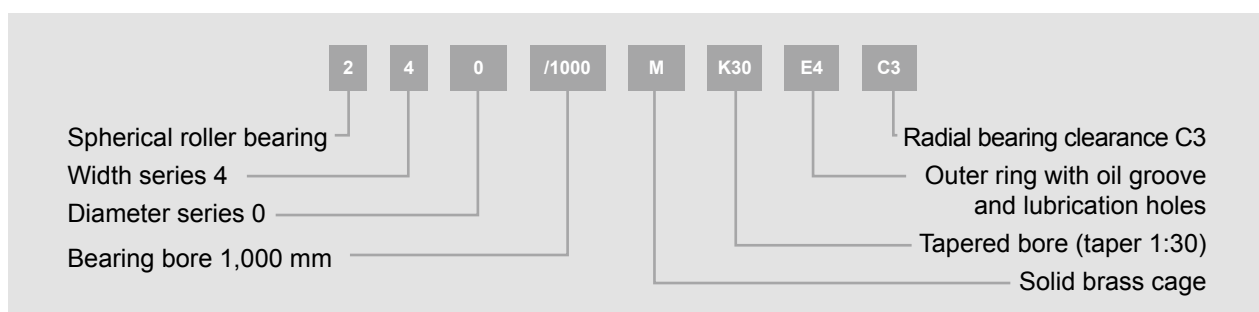 2 4 0 /1000 M K30 E4 C3
Spherical roller bearing
Width series 4
Diameter series 0
Bearing bore 1,000 mm
Radial bearing clearance C3
Outer ring with oil groove
and lubrication holes
Tapered bore (taper 1:30)
Solid brass cage